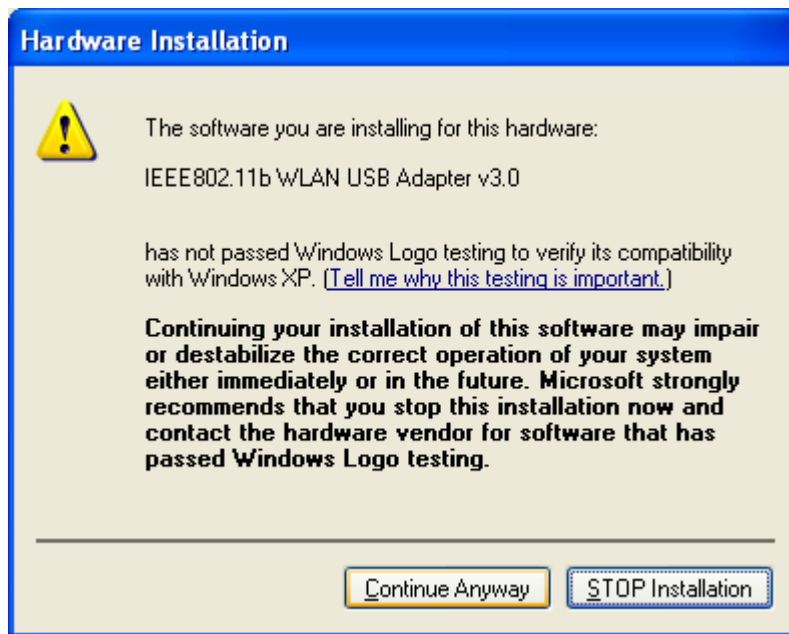 Hardware Installation
The software you are installing for this hardware:
IEEE802.11b WLAN USB Adapter v3.0
has not passed Windows Logo testing to verify its compatibility
with Windows XP. (Tell me why this testing is important.)
Continuing your installation of this software may impair
or destabilize the correct operation of your system
either immediately or in the future. Microsoft strongly
recommends that you stop this installation now and
contact the hardware vendor for software that has
passed Windows Logo testing.
Continue Anyway STOP Installation